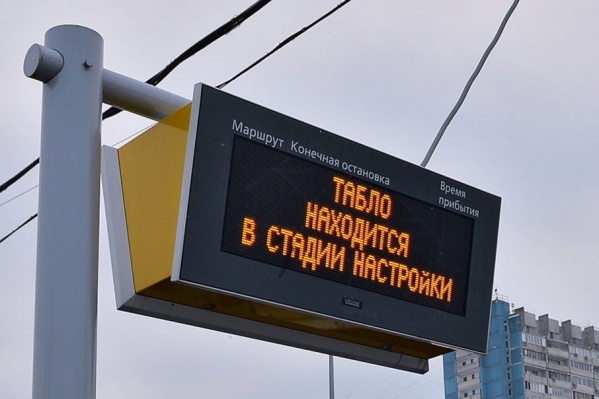 Маршрут Конечная остановка Время прибытия
ТАБЛО
НАХОДИТСЯ
В СТАДИИ НАСТРОйКИ